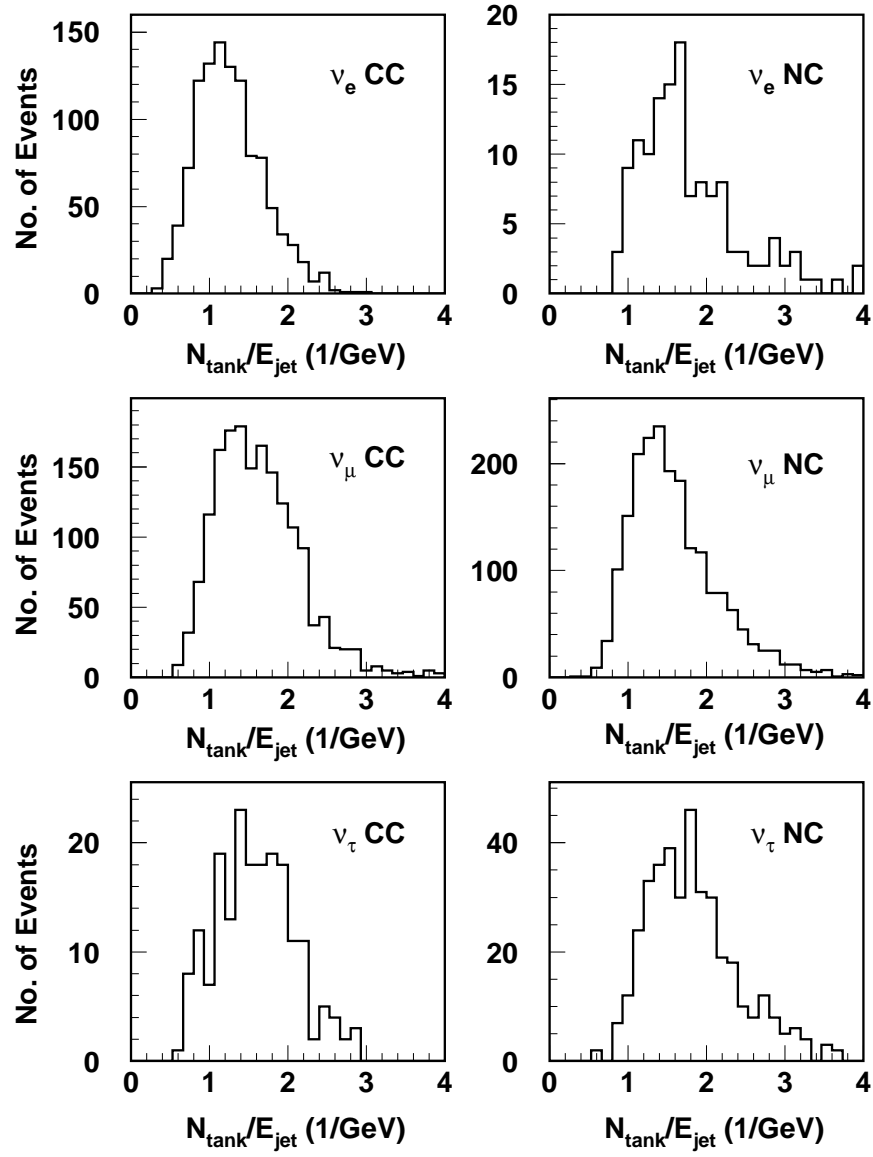 No. of Events
150
100
50
0
0 1 2 3 4
ν_e CC
N_tank/E_jet (1/GeV)
20
15
10
5
0
0 1 2 3 4
ν_e NC
N_tank/E_jet (1/GeV)
No. of Events
150
100
50
0
0 1 2 3 4
ν_μ CC
N_tank/E_jet (1/GeV)
200
100
0
0 1 2 3 4
ν_μ NC
N_tank/E_jet (1/GeV)
No. of Events
20
10
0
0 1 2 3 4
ν_τ CC
N_tank/E_jet (1/GeV)
40
20
0
0 1 2 3 4
ν_τ NC
N_tank/E_jet (1/GeV)